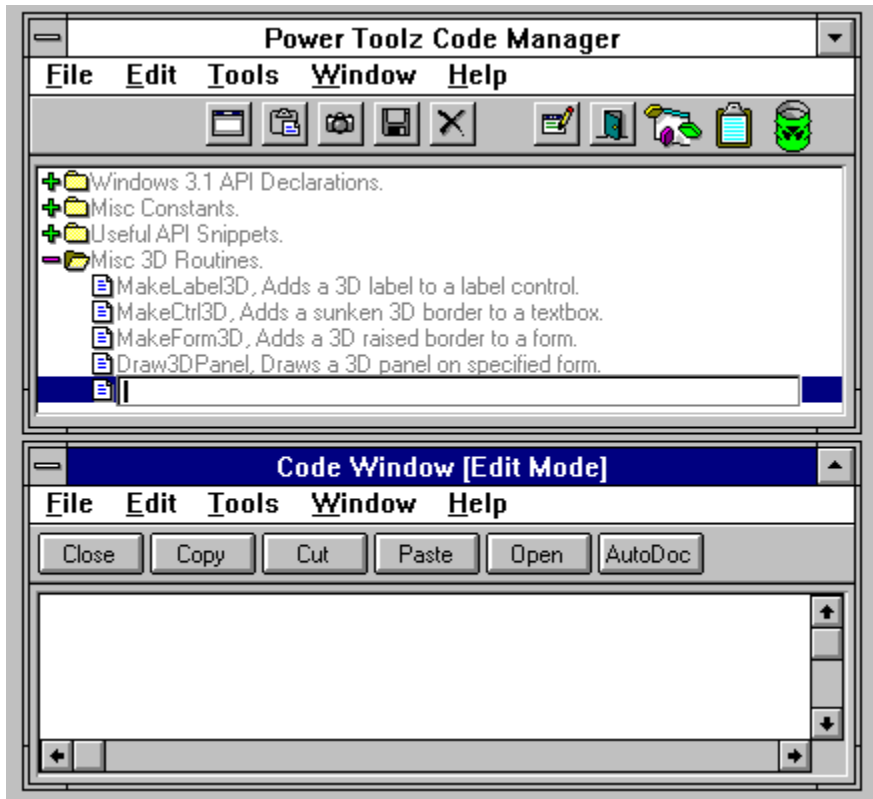 Power Toolz Code Manager
File Edit Tools Window Help
Windows 3.1 API Declarations.
Misc Constants.
Useful API Snippets.
Misc 3D Routines.
MakeLabel3D, Adds a 3D label to a label control.
MakeCtrl3D, Adds a sunken 3D border to a textbox.
MakeForm3D, Adds a 3D raised border to a form.
Draw3DPanel, Draws a 3D panel on specified form.
Code Window [Edit Mode]
File Edit Tools Window Help
Close Copy Cut Paste Open AutoDoc